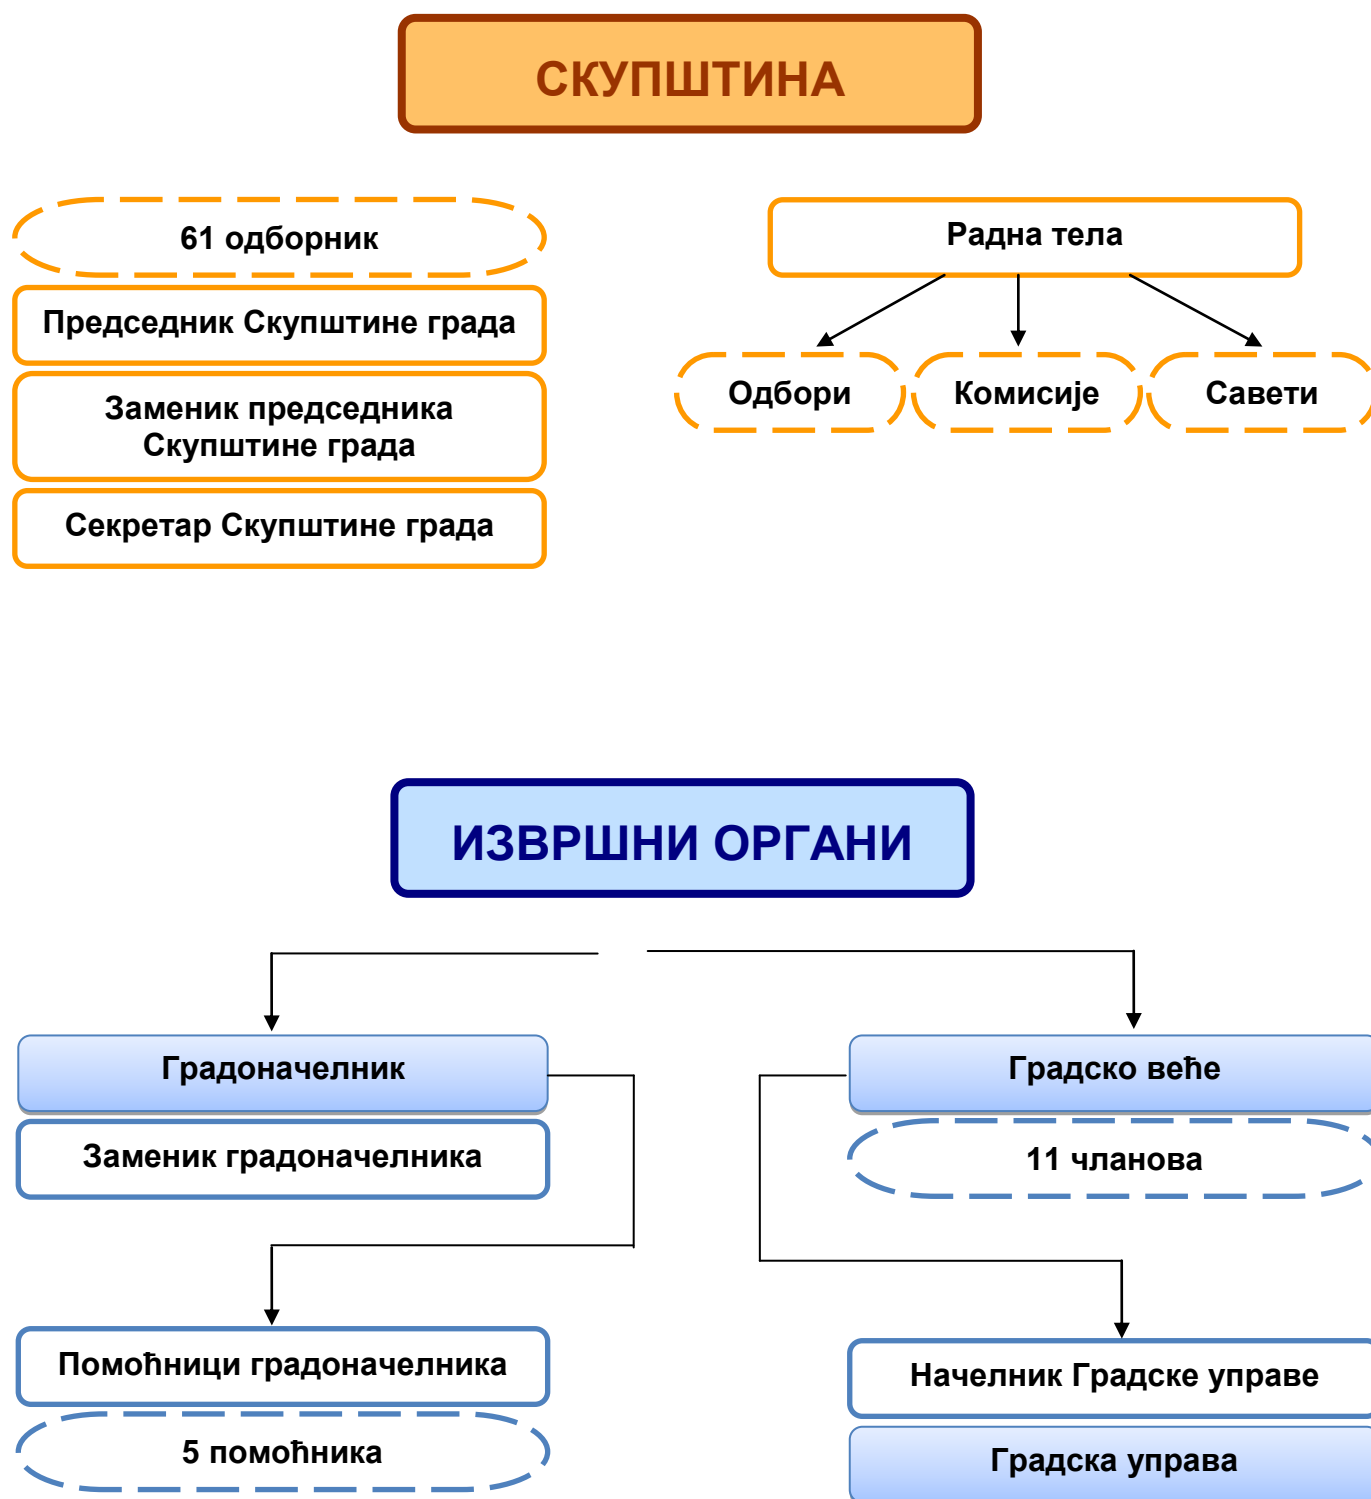 СКУПШТИНА
61 одборник
Председник Скупштине града
Заменик председника
Скупштине града
Секретар Скупштине града
Радна тела
Одбори
Комисије
Савети
ИЗВРШНИ ОРГАНИ
Градоначелник
Заменик градоначелника
Помоћници градоначелника
5 помоћника
Градско веће
11 чланова
Начелник Градске управе
Градска управа